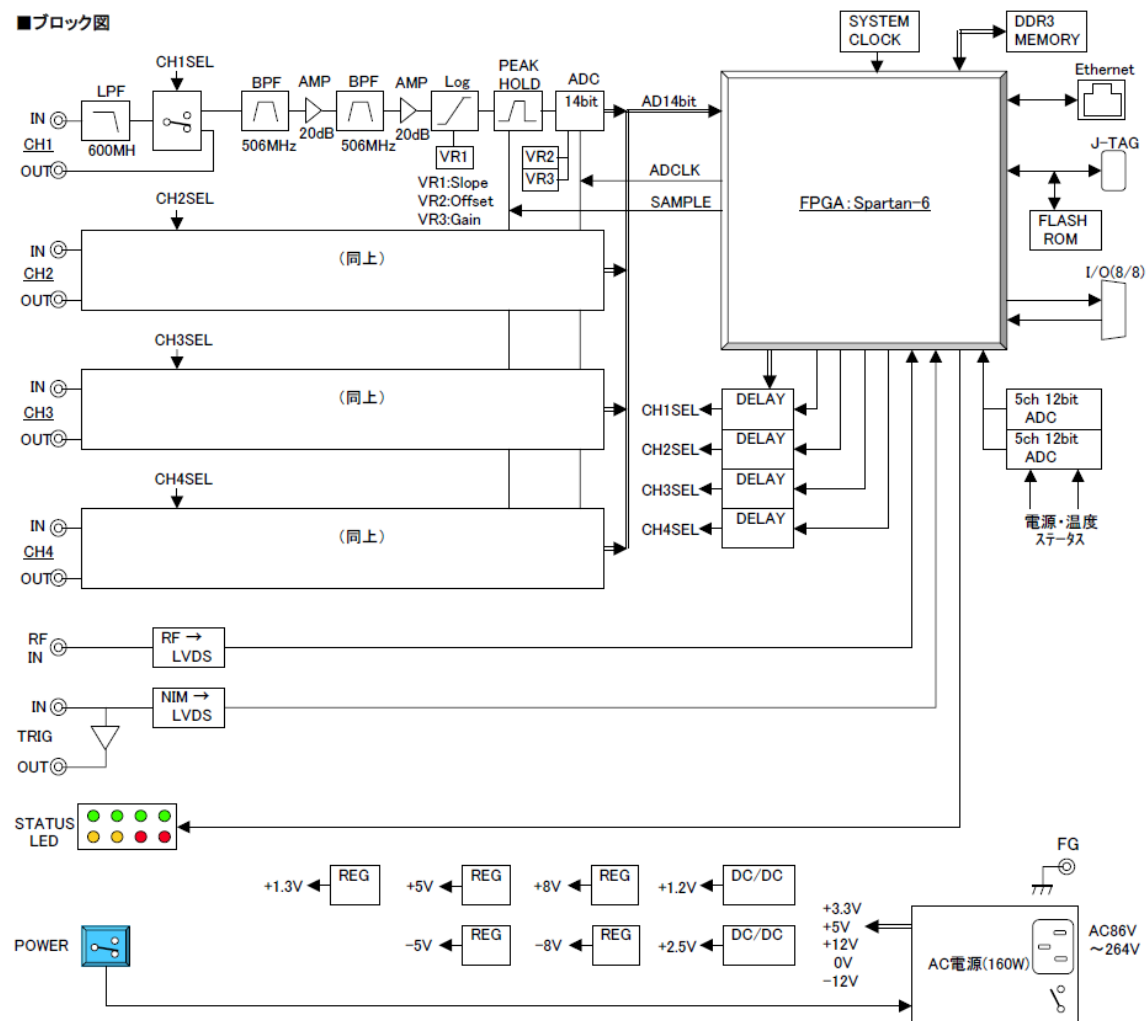 ■ブロック図
SYSTEM
CLOCK
DDR3
MEMORY
CH1SEL
LPF
BPF
AMP
BPF
AMP
Log
PEAK
HOLD
ADC
14bit
Ethernet
IN
CH1
OUT
600MH
506MHz
20dB
506MHz
20dB
VR1
VR2
VR3
VR1:Slope
VR2:Offset
VR3:Gain
AD14bit
ADCLK
SAMPLE
FPGA:Spartan-6
J-TAG
FLASH
ROM
I/O(8/8)
CH2SEL
IN
CH2
OUT
(同上)
CH3SEL
IN
CH3
OUT
(同上)
CH4SEL
IN
CH4
OUT
(同上)
CH1SEL
DELAY
CH2SEL
DELAY
CH3SEL
DELAY
CH4SEL
DELAY
5ch 12bit
ADC
5ch 12bit
ADC
電源・温度
ステータス
RF
IN
RF →
LVDS
IN
NIM →
LVDS
TRIG
OUT
STATUS
LED
FG
+1.3V
REG
+5V
REG
+8V
REG
+1.2V
DC/DC
-5V
REG
-8V
REG
+2.5V
DC/DC
+3.3V
+5V
+12V
0V
-12V
POWER
AC電源(160W)
AC86V
~264V